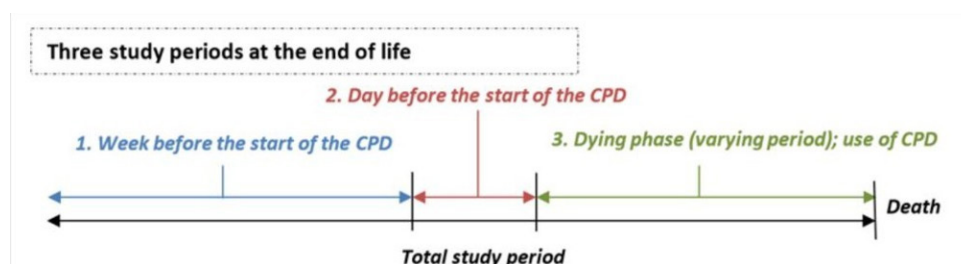 Three study periods at the end of life
2. Day before the start of the CPD
1. Week before the start of the CPD
3. Dying phase (varying period); use of CPD
Death
Total study period